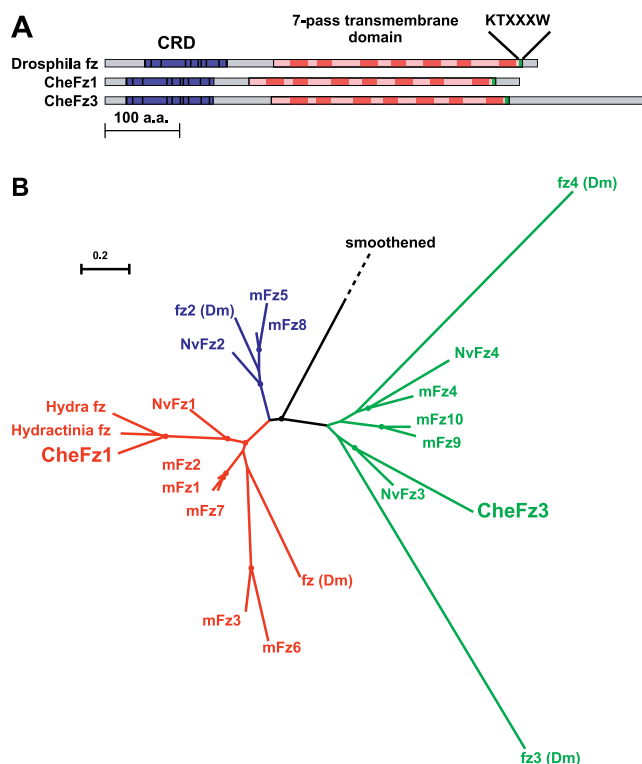 A
7-pass transmembrane
domain
KTXXXW
CRD
Drosphila fz
CheFz1
CheFz3
100 a.a.
B
fz4 (Dm)
smoothened
0.2
mFz5
fz2 (Dm)
mFz8
NvFz2
NvFz4
mFz4
NvFz1
Hydra fz
mFz10
Hydractinia fz
mFz9
CheFz1
mFz2
mFz1
NvFz3
mFz7
CheFz3
fz (Dm)
mFz3
mFz6
fz3 (Dm)